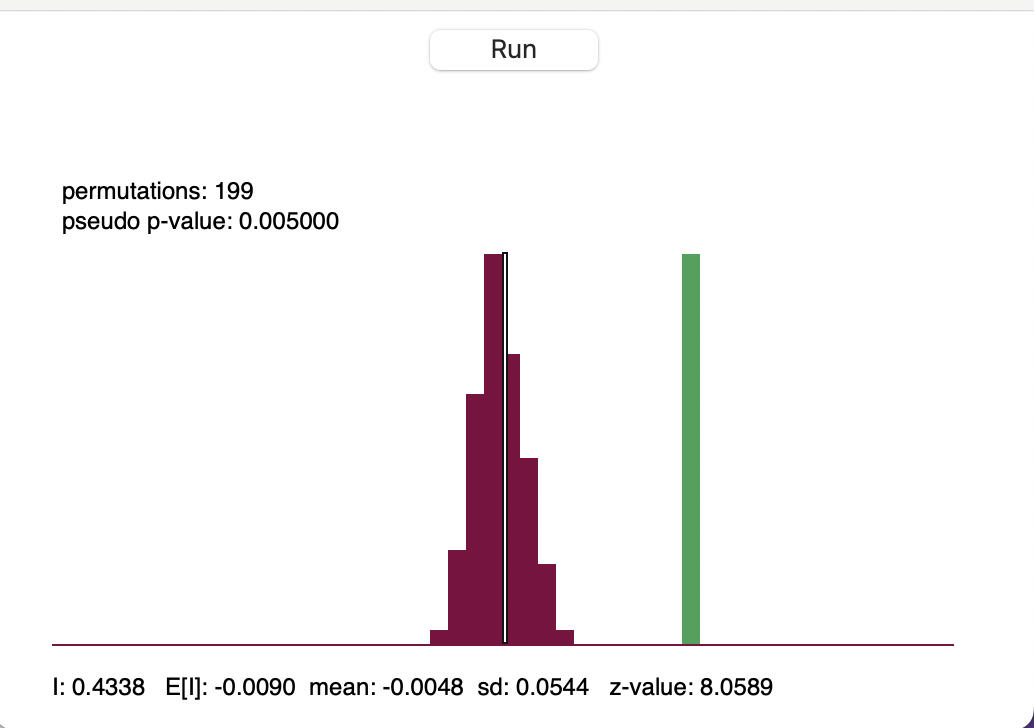 Run
permutations: 199
pseudo p-value: 0.005000
I: 0.4338 E[I]: -0.0090 mean: -0.0048 sd: 0.0544 z-value: 8.0589